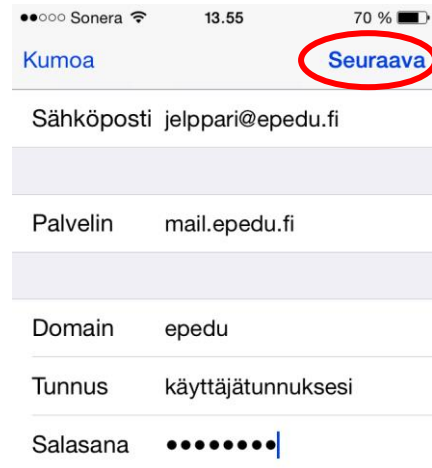 ●●○○○ Sonera 13.55 70 %
Kumoa Seuraava
Sähköposti jelppari@epedu.fi
Palvelin mail.epedu.fi
Domain epedu
Tunnus käyttäjätunnuksesi
Salasana ●●●●●●●●